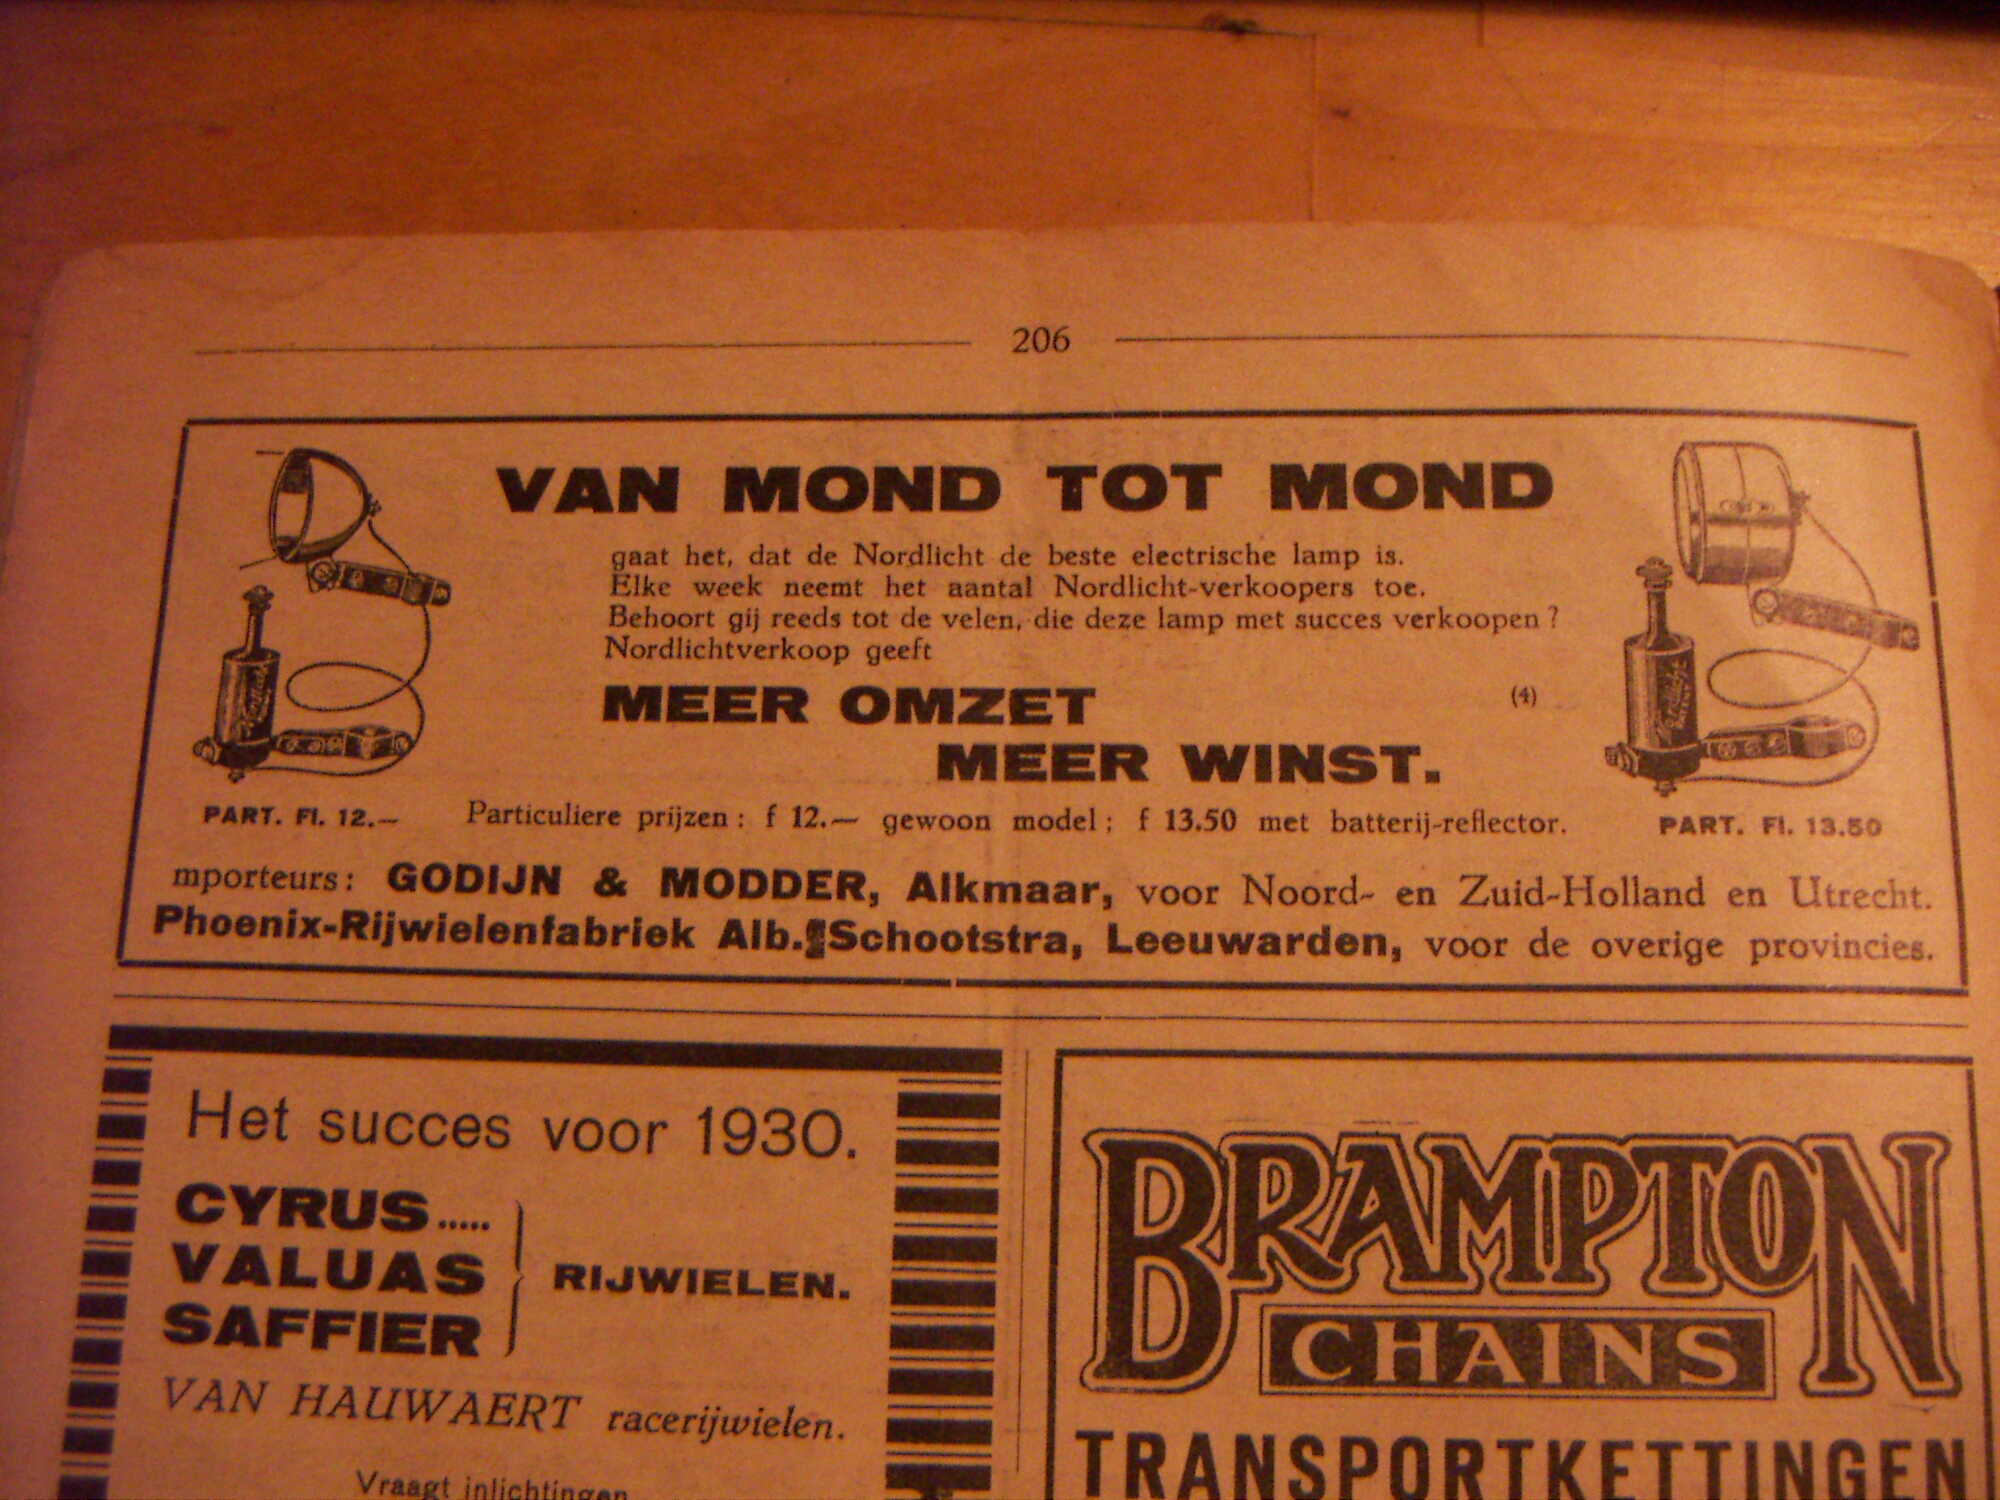 206
VAN MOND TOT MOND
gaat het, dat de Nordlicht de beste electrische lamp is.
Elke week neemt het aantal Nordlicht-verkoopers toe.
Behoort gij reeds tot de velen, die deze lamp met succes verkoopen?
Nordlichtverkoop geeft
MEER OMZET (4)
MEER WINST.
PART. Fl. 12.—
Particuliere prijzen: f 12.— gewoon model; f 13.50 met batterij-reflector.
PART. Fl. 13.50
mporteurs: GODIJN & MODDER, Alkmaar, voor Noord- en Zuid-Holland en Utrecht.
Phoenix-Rijwielenfabriek Alb. Schootstra, Leeuwarden, voor de overige provincies.
Het succes voor 1930.
CYRUS.....
VALUAS
SAFFIER
RIJWIELEN.
VAN HAUWAERT racerijwielen.
Vraagt inlichtingen
BRAMPTON
CHAINS
TRANSPORTKETTINGEN